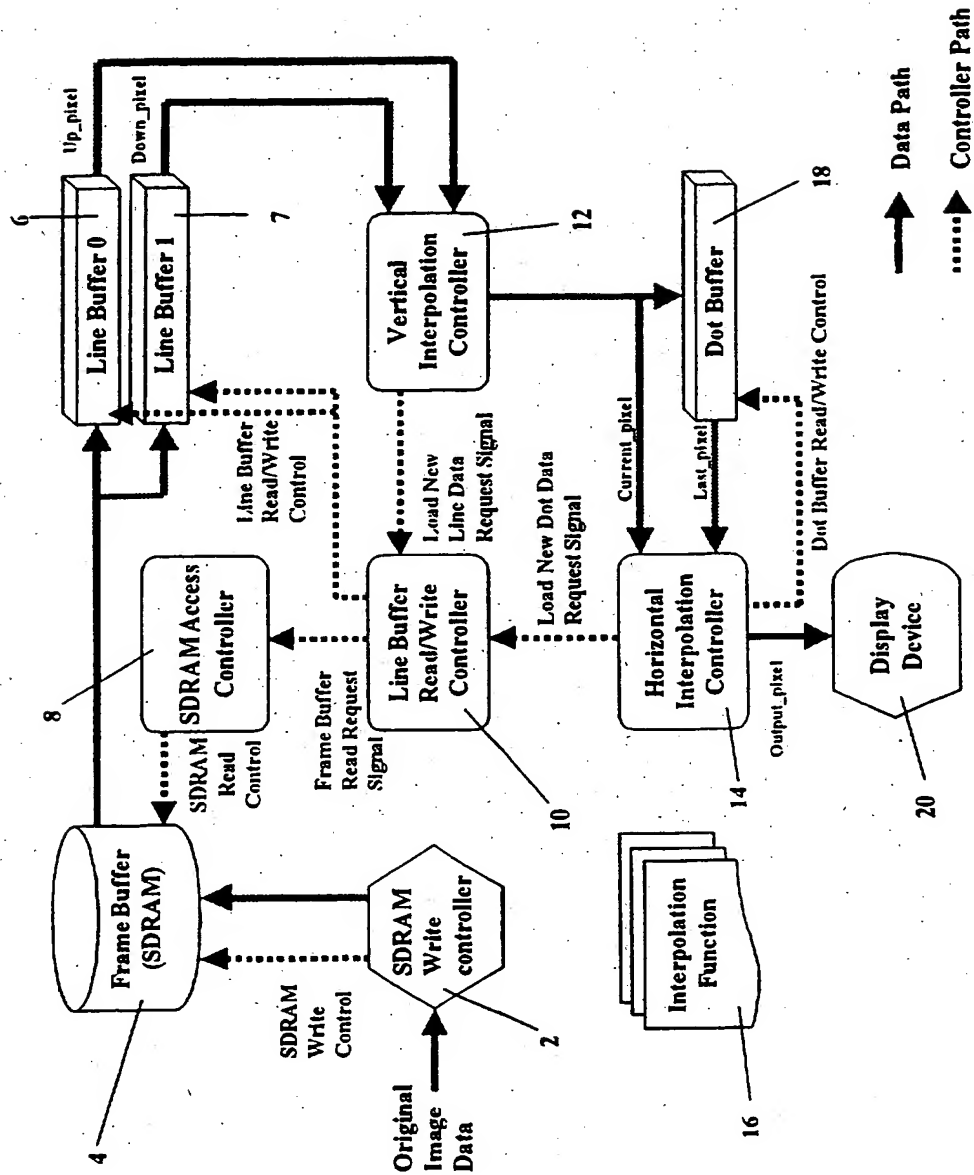 6
Line Buffer 0
Up_pixel
Line Buffer 1
Down_pixel
7
8
SDRAM Access
Controller
Line Buffer
Read/Write
Control
Vertical
Interpolation
Controller
12
4
Frame Buffer
(SDRAM)
SDRAM
Read
Control
Frame Buffer
Read Request
Signal
Line Buffer
Read/Write
Controller
10
Load New
Line Data
Request Signal
SDRAM
Write
Control
SDRAM
Write
controller
2
Original
Image
Data
Load New Dot Data
Request Signal
Current_pixel
Dot Buffer
18
Last_pixel
Dot Buffer Read/Write Control
Horizontal
Interpolation
Controller
14
Output_pixel
Display
Device
20
Interpolation
Function
16
Data Path
Controller Path